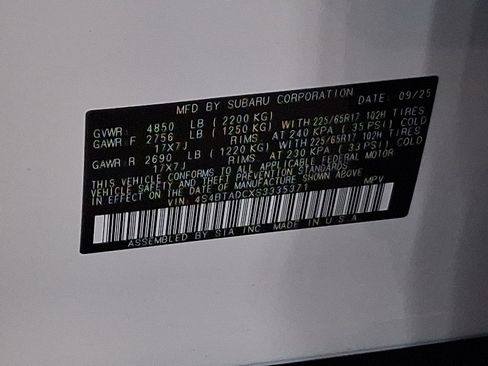 MFD BY SUBARU CORPORATION DATE: 09/25
GVWR: 4850 LB (2200 KG)
GAWR: F 2756 LB (1250 KG) WITH 225/65R17 102H TIRES
17X7J RIMS AT 240 KPA (35 PSI) COLD
GAWR: R 2690 LB (1220 KG) WITH 225/65R17 102H TIRES
17X7J RIMS AT 230 KPA (33 PSI) COLD
THIS VEHICLE CONFORMS TO ALL APPLICABLE FEDERAL MOTOR
VEHICLE SAFETY AND THEFT PREVENTION STANDARDS
IN EFFECT ON THE DATE OF MANUFACTURE SHOWN ABOVE
VIN: 4S4BTADCXS3335371 MPV
ASSEMBLED BY SIA INC. MADE IN U.S.A.